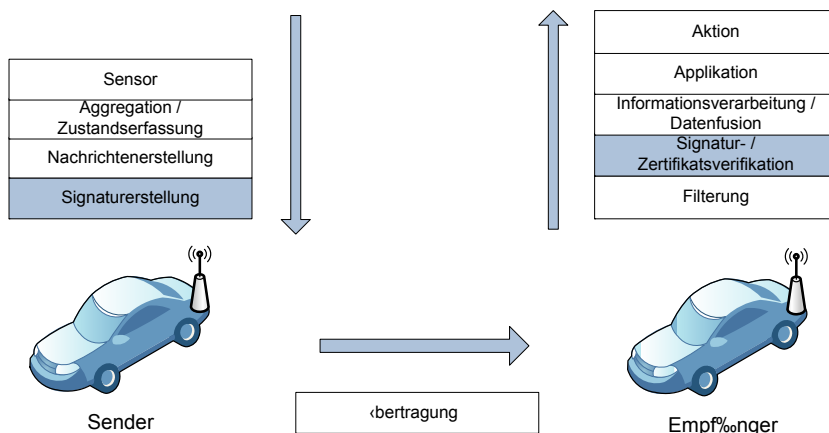 Sensor
Aggregation /
Zustandserfassung
Nachrichtenerstellung
Signaturerstellung
Sender
‹bertragung
Aktion
Applikation
Informationsverarbeitung /
Datenfusion
Signatur- /
Zertifikatsverifikation
Filterung
Empf‰nger